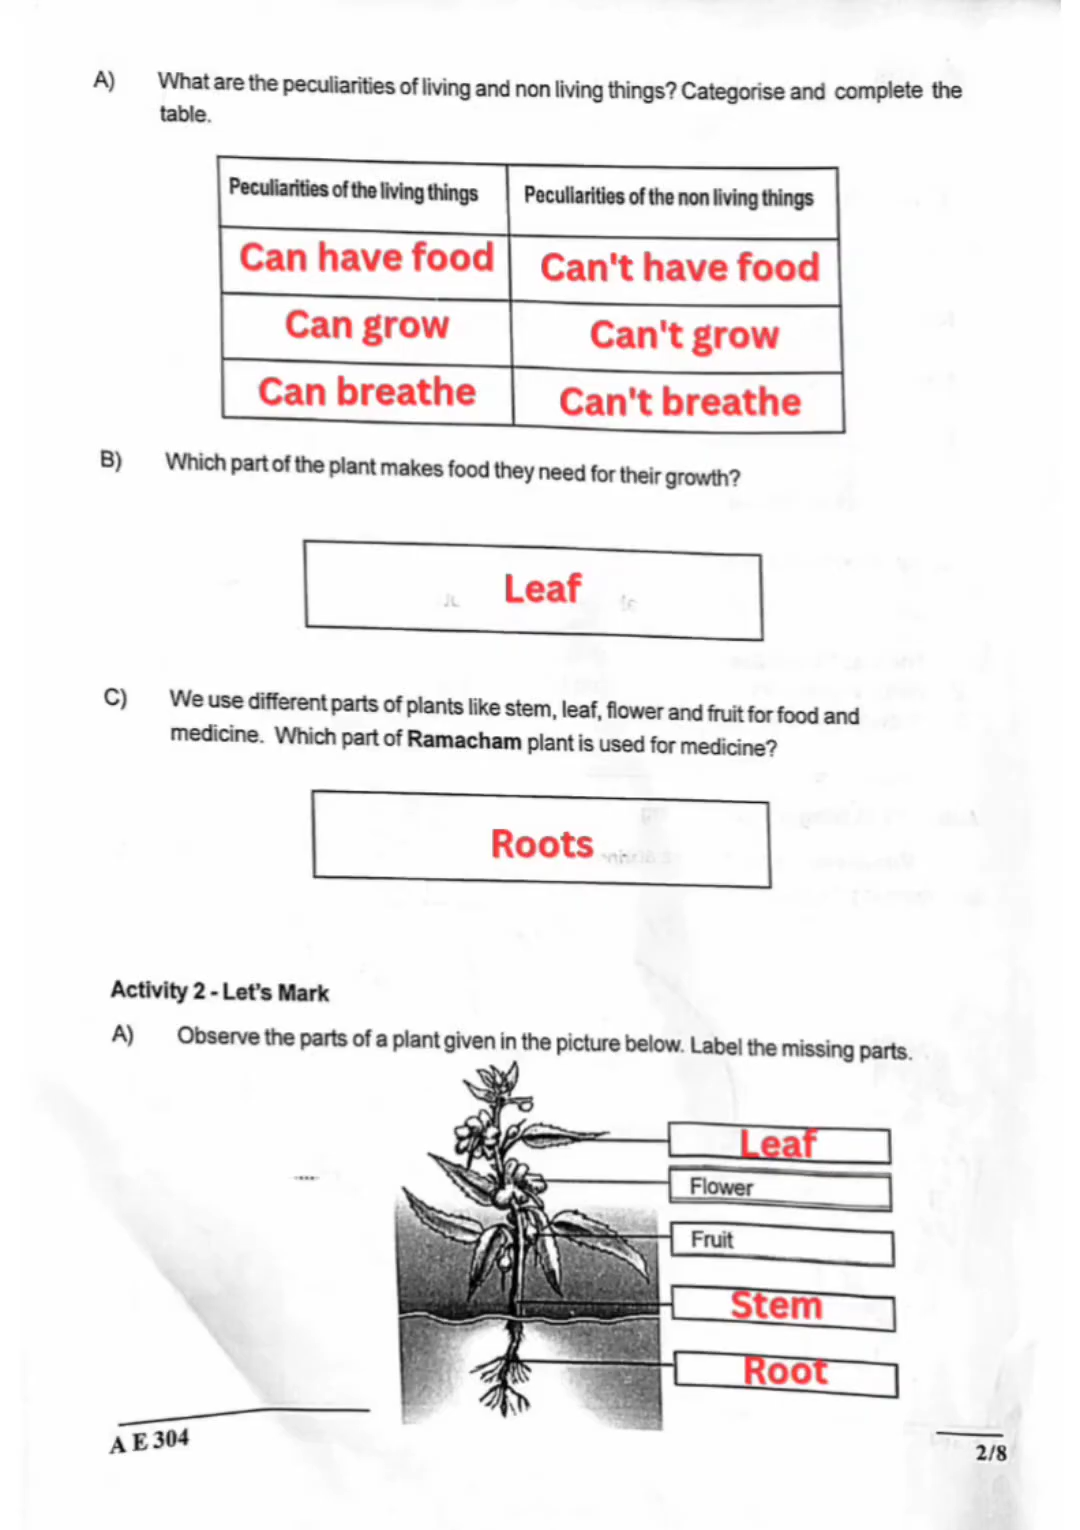 A) What are the peculiarities of living and non living things? Categorise and complete the
table.
Peculiarities of the living things Peculiarities of the non living things
Can have food Can't have food
Can grow Can't grow
Can breathe Can't breathe
B) Which part of the plant makes food they need for their growth?
Leaf
C) We use different parts of plants like stem, leaf, flower and fruit for food and
medicine. Which part of Ramacham plant is used for medicine?
Roots
Activity 2 - Let's Mark
A) Observe the parts of a plant given in the picture below. Label the missing parts.
Leaf
Flower
Fruit
Stem
Root
A E 304
2/8